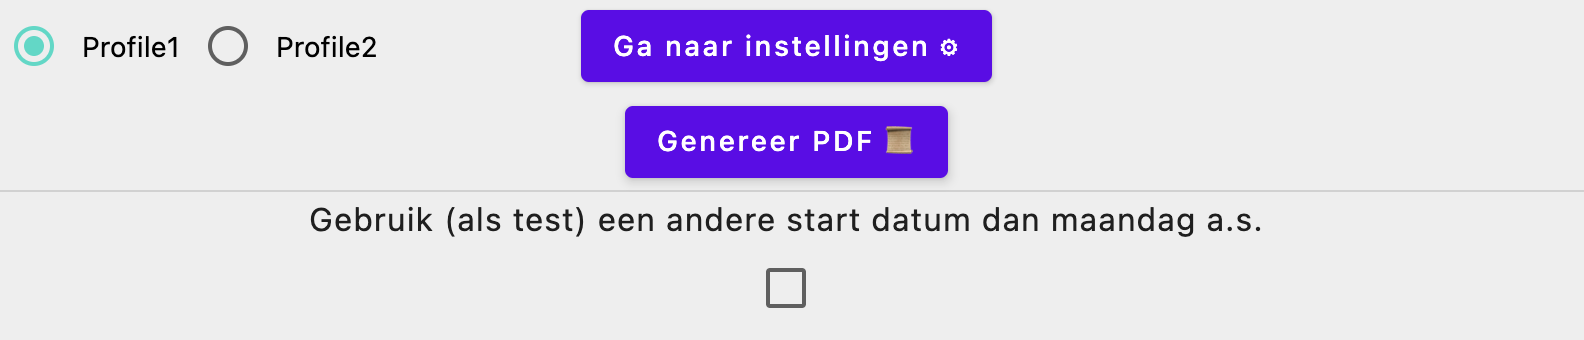 Profile1 Profile2 Ga naar instellingen ⚙
Genereer PDF 📜
Gebruik (als test) een andere start datum dan maandag a.s.